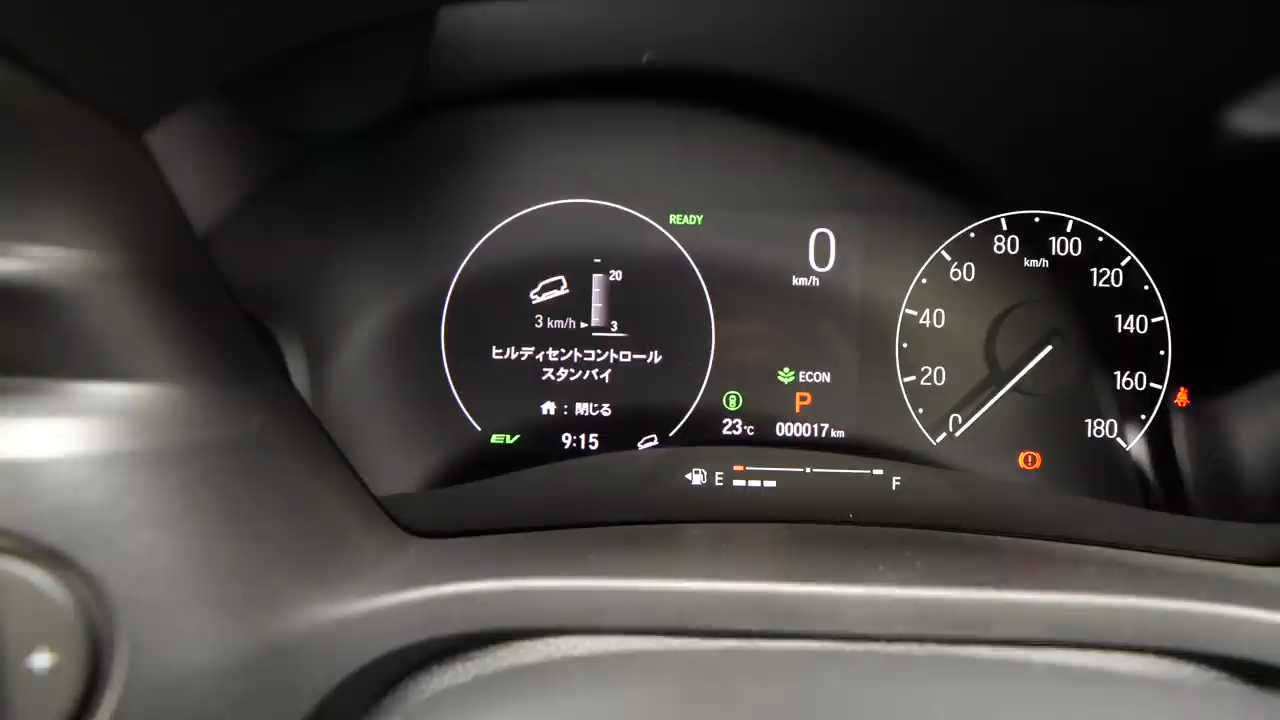 READY
20
3 km/h
3
ヒルディセントコントロール
スタンバイ
: 閉じる
EV
9:15
0
km/h
ECON
P
23℃
000017 km
E
F
0
20
40
60
80
100
120
140
160
180
km/h